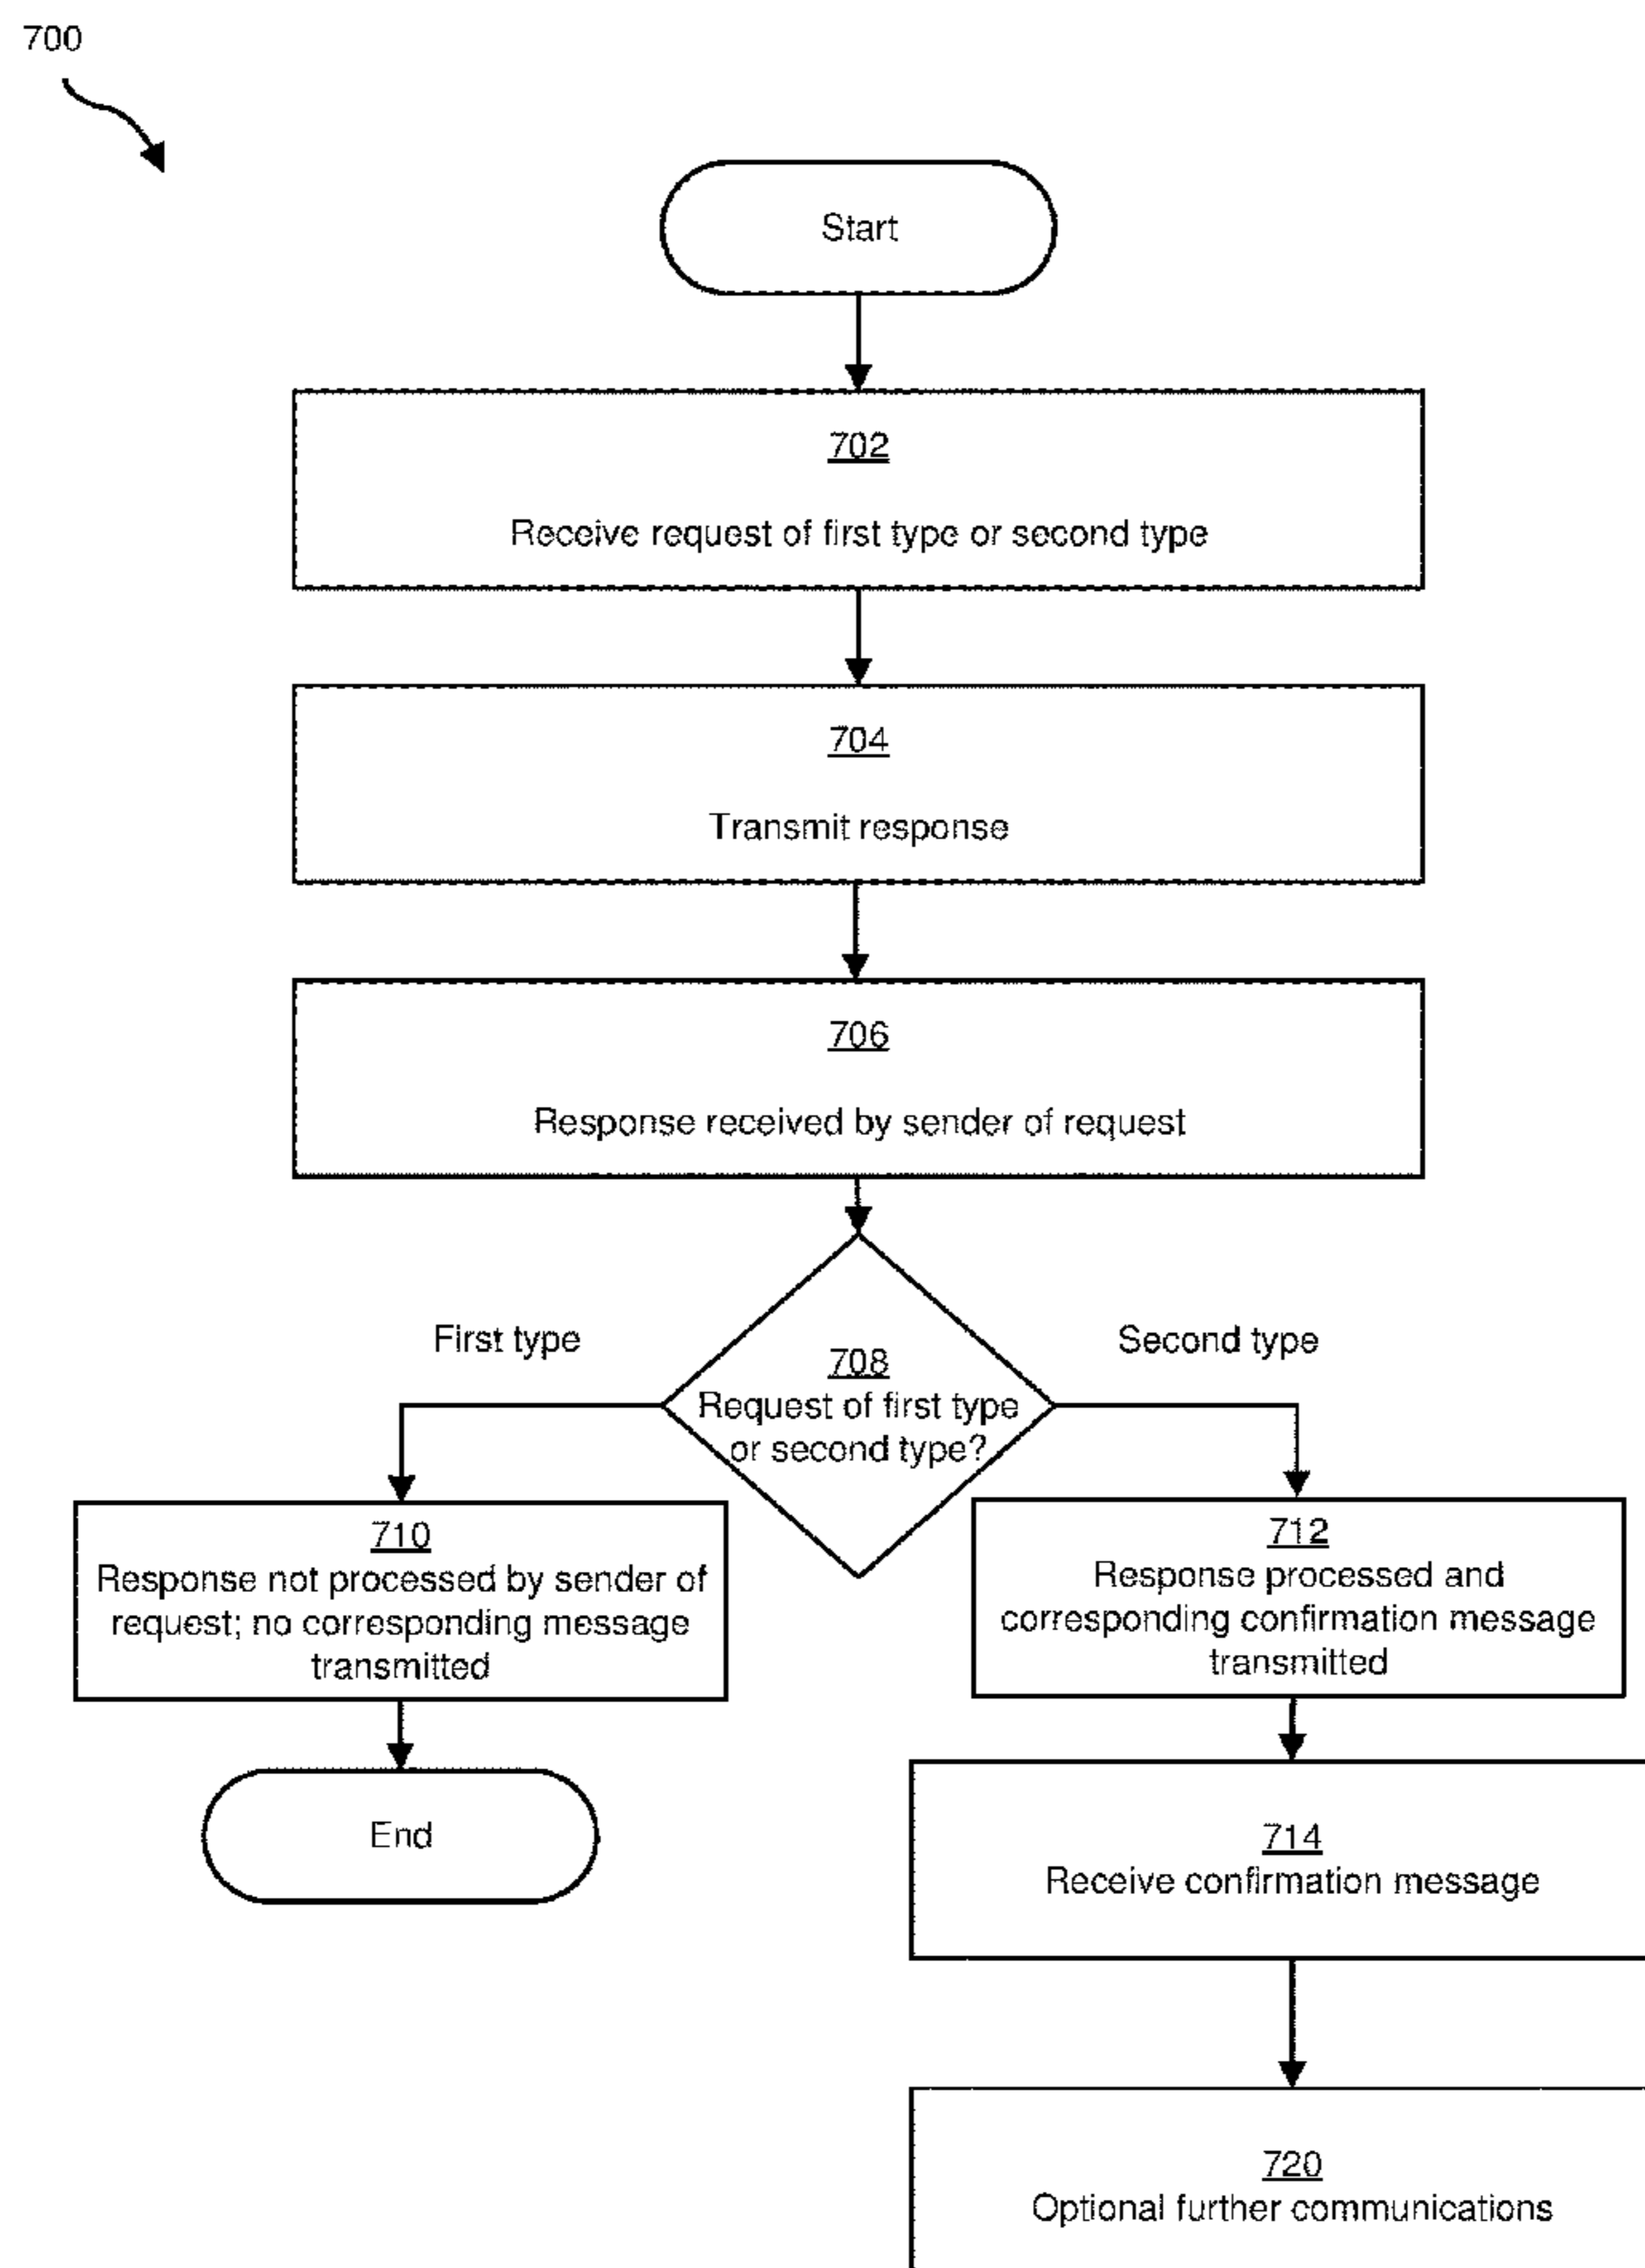 700
Start
702
Receive request of first type or second type
704
Transmit response
706
Response received by sender of request
First type
Second type
708
Request of first type
or second type?
710
Response not processed by sender of
request; no corresponding message
transmitted
712
Response processed and
corresponding confirmation message
transmitted
End
714
Receive confirmation message
720
Optional further communications